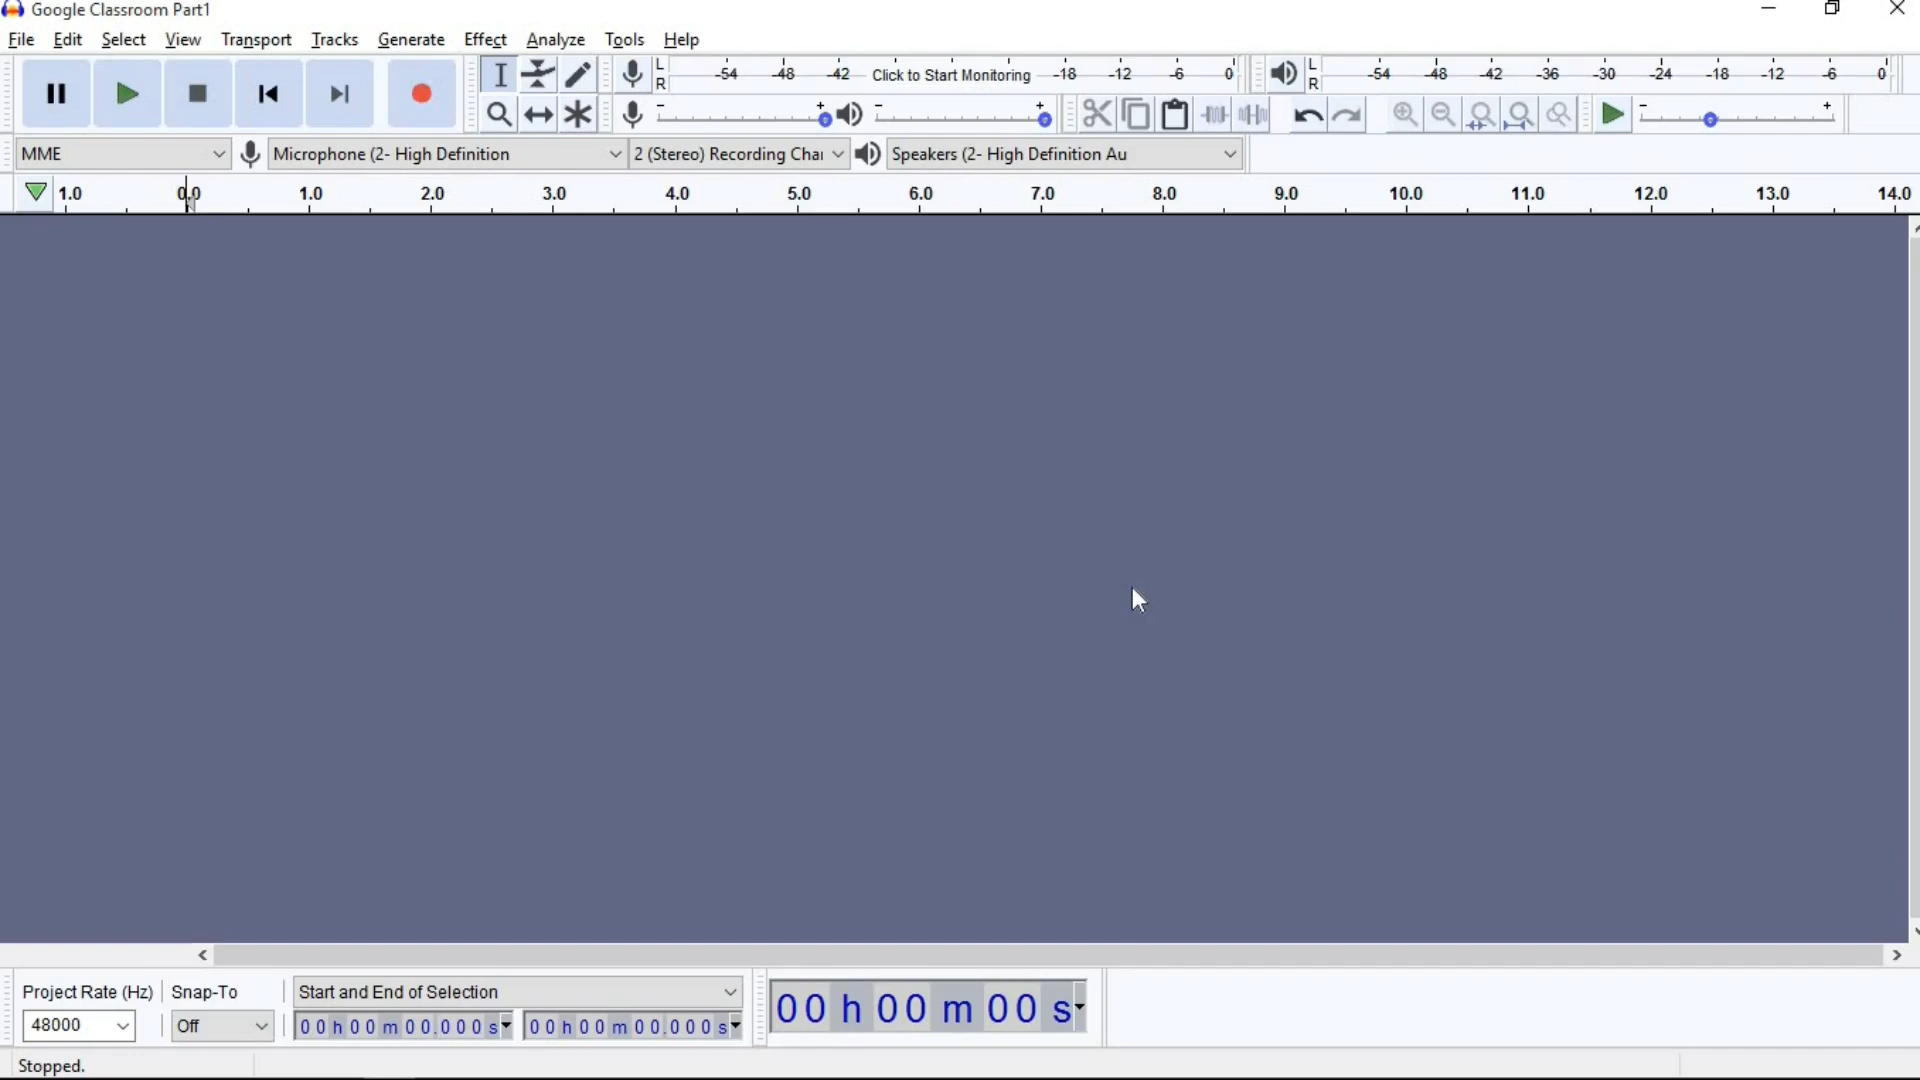 Google Classroom Part1
File Edit Select View Transport Tracks Generate Effect Analyze Tools Help
L -54 -48 -42 Click to Start Monitoring -18 -12 -6 0 L -54 -48 -42 -36 -30 -24 -18 -12 -6 0
R R
- + - + - +
MME Microphone (2- High Definition 2 (Stereo) Recording Chai Speakers (2- High Definition Au
1.0 0.0 1.0 2.0 3.0 4.0 5.0 6.0 7.0 8.0 9.0 10.0 11.0 12.0 13.0 14.0
Project Rate (Hz) Snap-To Start and End of Selection
48000 Off 00h00m00.000s 00h00m00.000s 00h00m00s
Stopped.